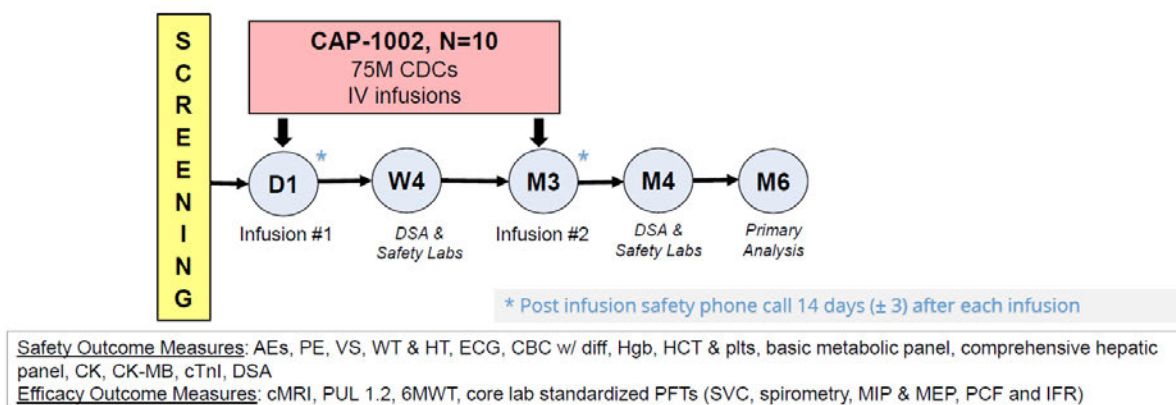 SCREENING
CAP-1002, N=10
75M CDCs
IV infusions
D1
*
W4
M3
*
M4
M6
Infusion #1
DSA &
Safety Labs
Infusion #2
DSA &
Safety Labs
Primary
Analysis
* Post infusion safety phone call 14 days (± 3) after each infusion
Safety Outcome Measures: AEs, PE, VS, WT & HT, ECG, CBC w/ diff, Hgb, HCT & plts, basic metabolic panel, comprehensive hepatic
panel, CK, CK-MB, cTnI, DSA
Efficacy Outcome Measures: cMRI, PUL 1.2, 6MWT, core lab standardized PFTs (SVC, spirometry, MIP & MEP, PCF and IFR)